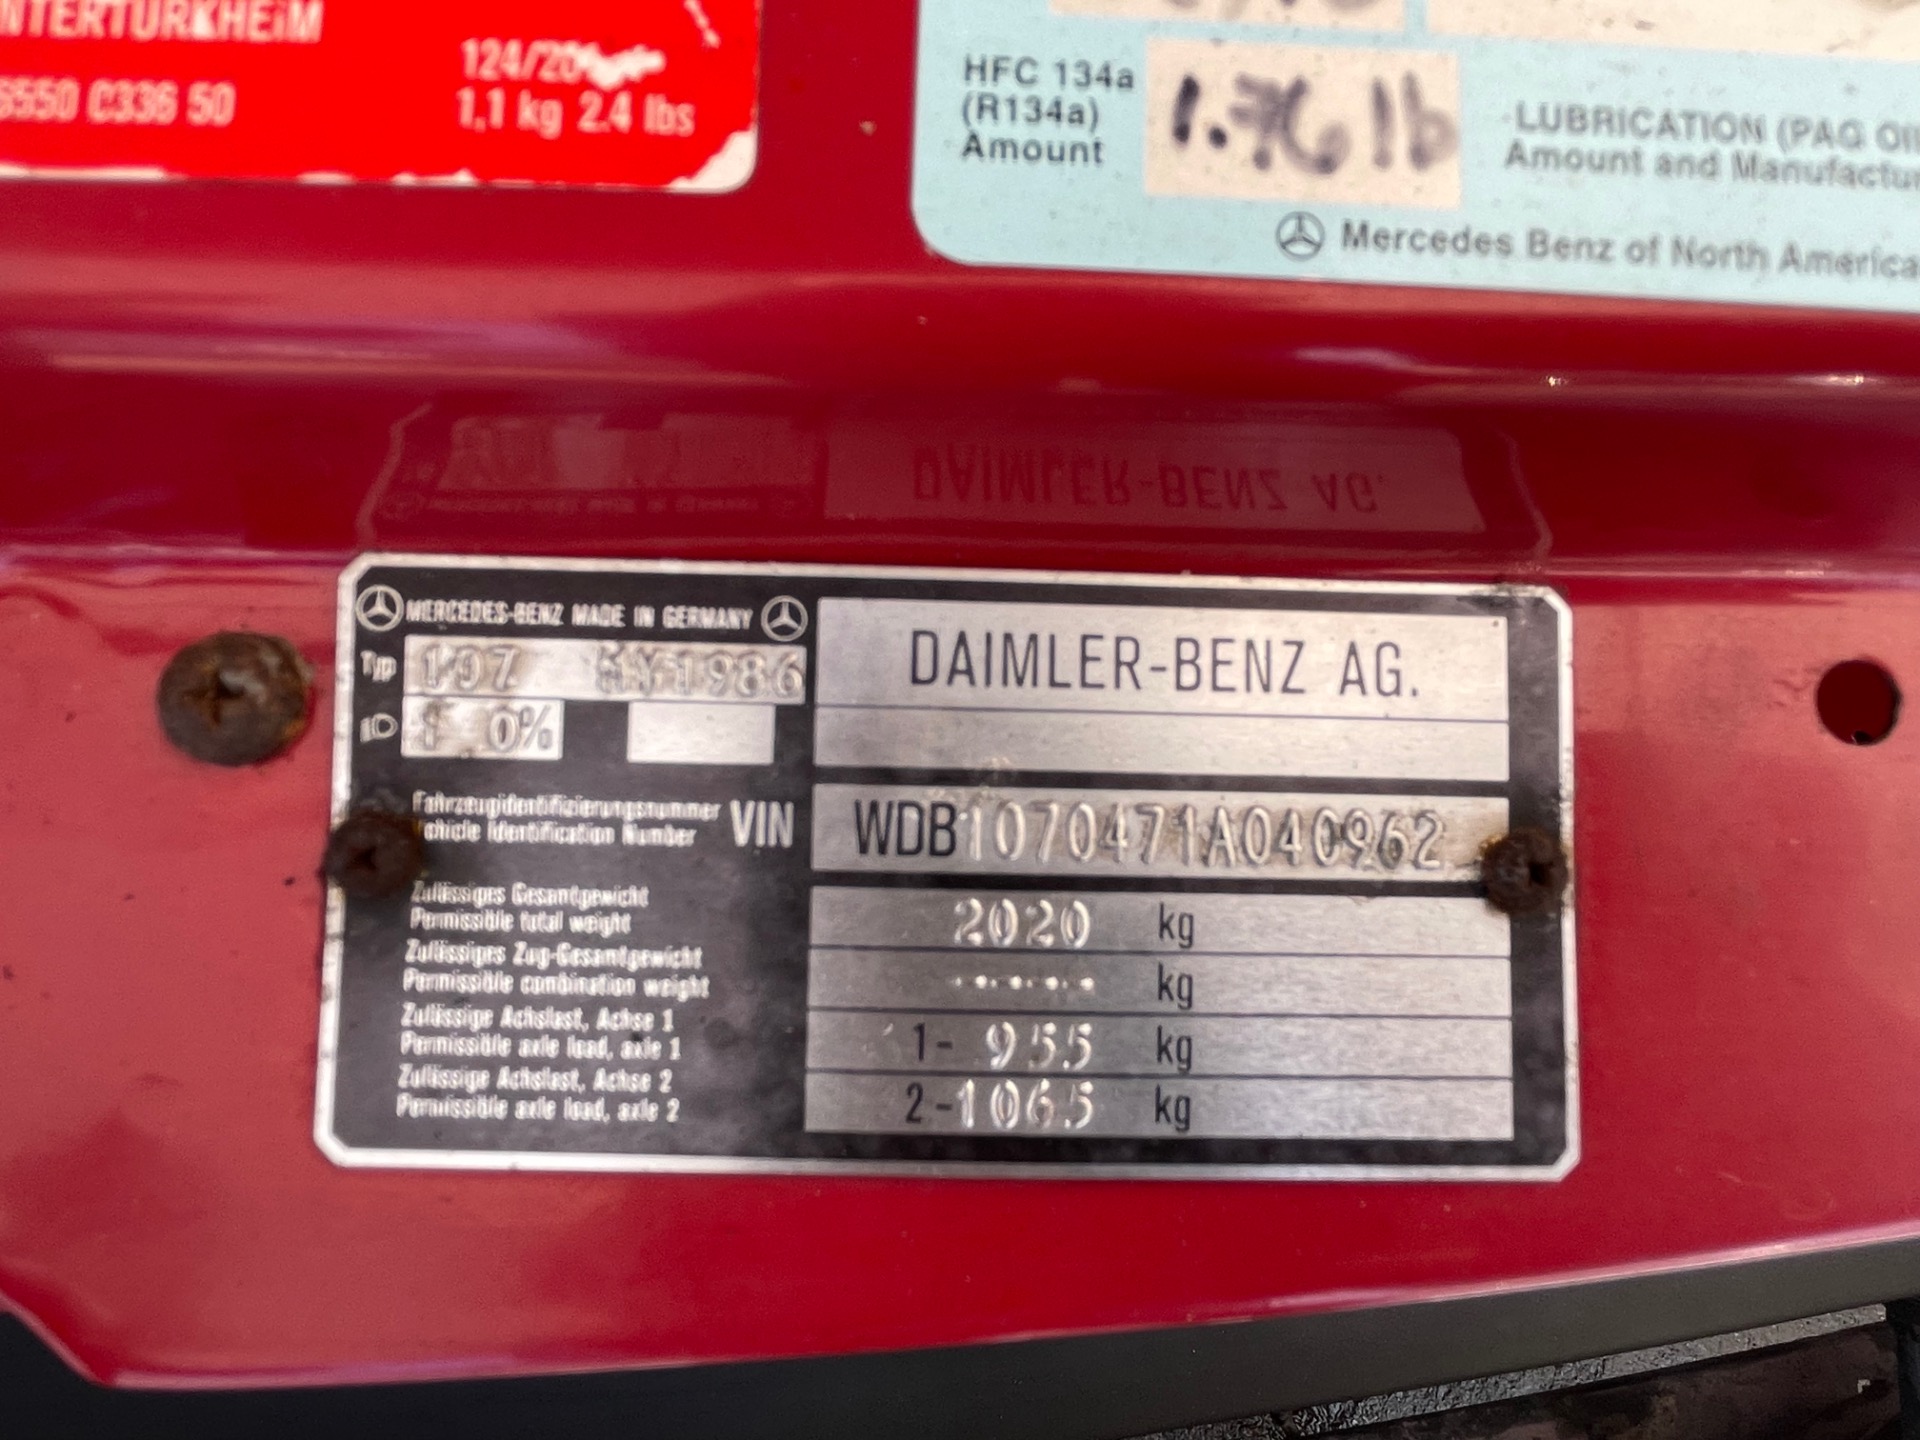 NTERTÜRKHEIM
124/20
6550 C336 50
1,1 kg 2.4 lbs
HFC 134a
(R134a)
Amount
1.76 lb
LUBRICATION (PAG OIl
Amount and Manufactur
Mercedes Benz of North America
DAIMLER-BENZ AG.
MERCEDES-BENZ MADE IN GERMANY
Typ 107 MY1986
0%
DAIMLER-BENZ AG.
Fahrzeugidentifizierungsnummer
Vehicle Identification Number
VIN WDB1070471A040962
Zulässiges Gesamtgewicht
Permissible total weight
2020 kg
Zulässiges Zug-Gesamtgewicht
Permissible combination weight
------ kg
Zulässige Achslast, Achse 1
Permissible axle load, axle 1
1- 955 kg
Zulässige Achslast, Achse 2
Permissible axle load, axle 2
2-1065 kg